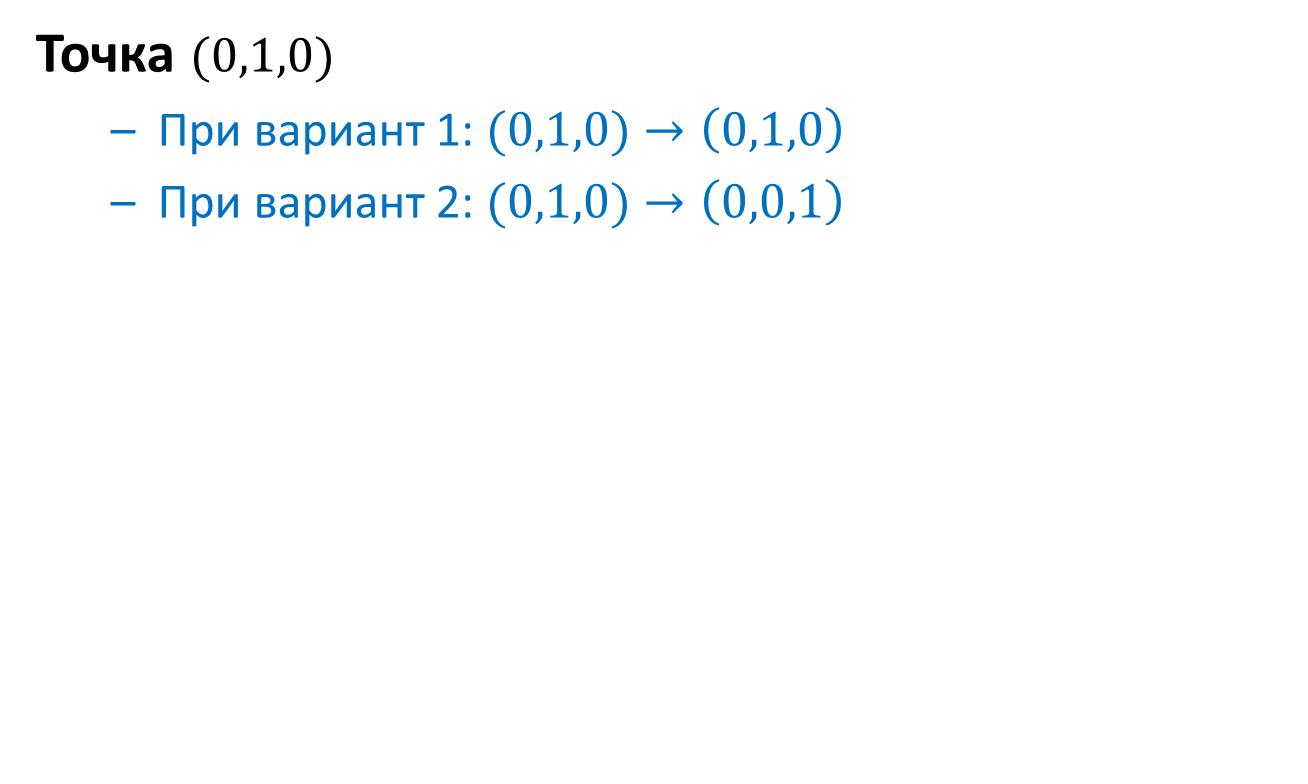 Точка (0,1,0)
– При вариант 1: (0,1,0) → (0,1,0)
– При вариант 2: (0,1,0) → (0,0,1)